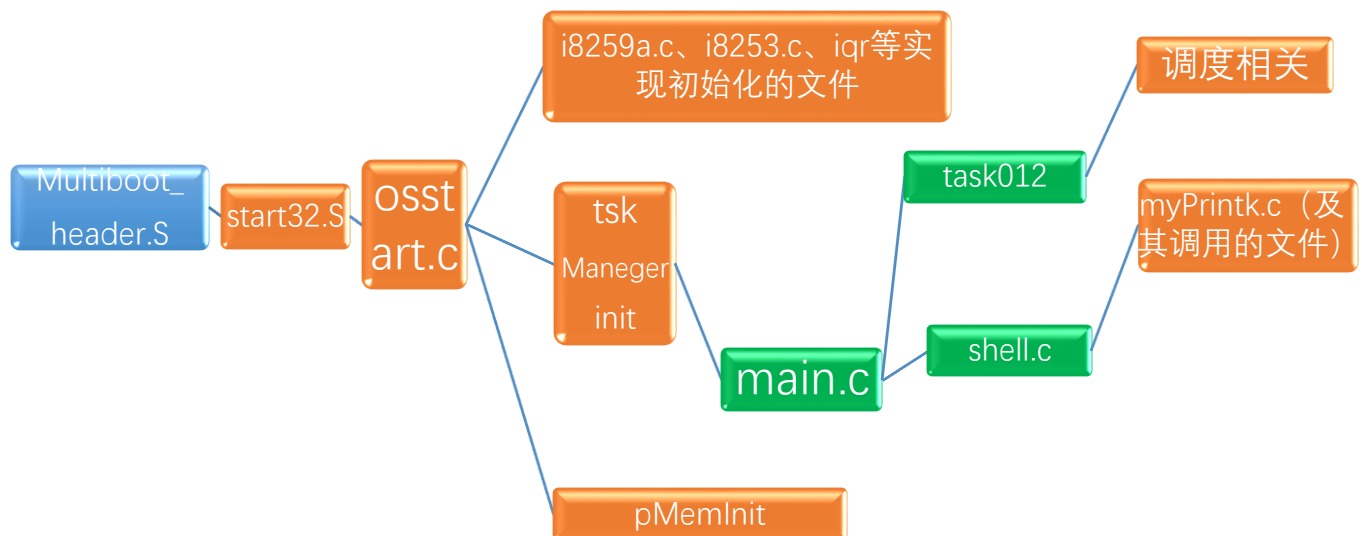 i8259a.c、i8253.c、iqr等实
现初始化的文件
调度相关
Multiboot_
header.S
start32.S
osst
art.c
tsk
Maneger
init
task012
myPrintk.c（及
其调用的文件）
main.c
shell.c
pMemInit